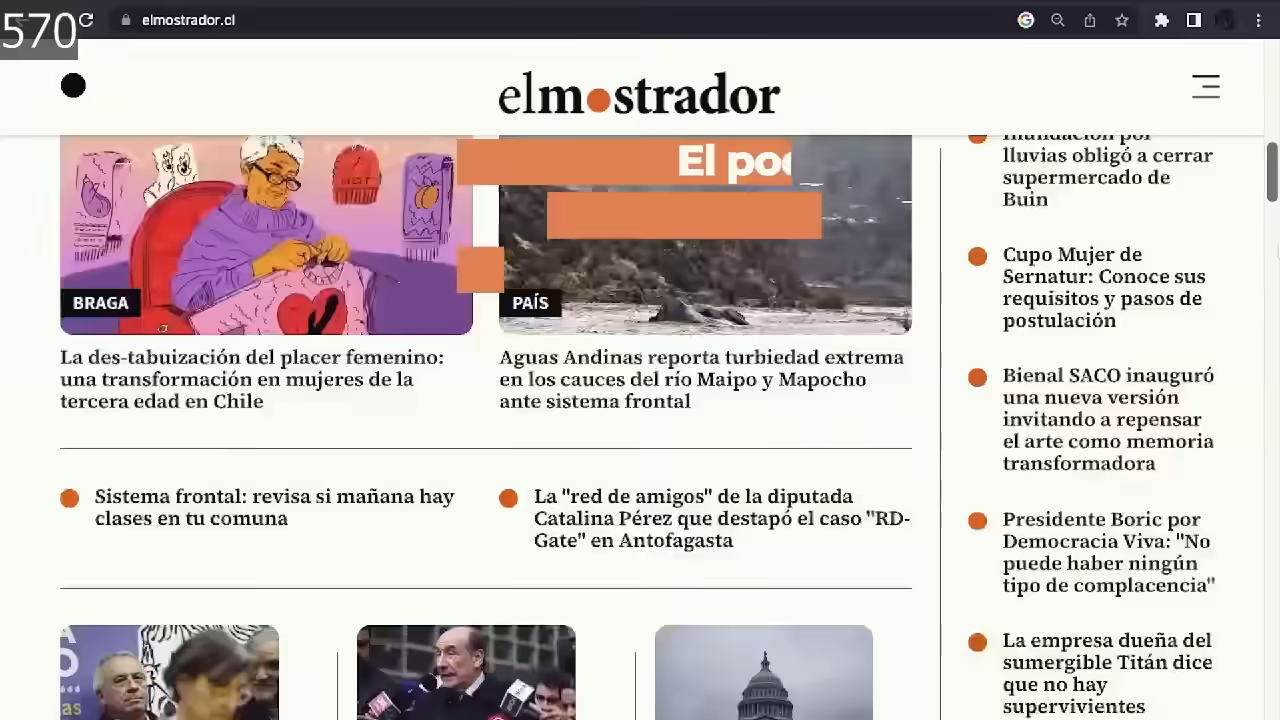 570
elmostrador.cl
elmostrador
El poc
BRAGA
PAÍS
La des-tabuización del placer femenino:
una transformación en mujeres de la
tercera edad en Chile
Aguas Andinas reporta turbiedad extrema
en los cauces del río Maipo y Mapocho
ante sistema frontal
Sistema frontal: revisa si mañana hay
clases en tu comuna
La "red de amigos" de la diputada
Catalina Pérez que destapó el caso "RD-
Gate" en Antofagasta
Inundación por
lluvias obligó a cerrar
supermercado de
Buin
Cupo Mujer de
Sernatur: Conoce sus
requisitos y pasos de
postulación
Bienal SACO inauguró
una nueva versión
invitando a repensar
el arte como memoria
transformadora
Presidente Boric por
Democracia Viva: "No
puede haber ningún
tipo de complacencia"
La empresa dueña del
sumergible Titán dice
que no hay
supervivientes